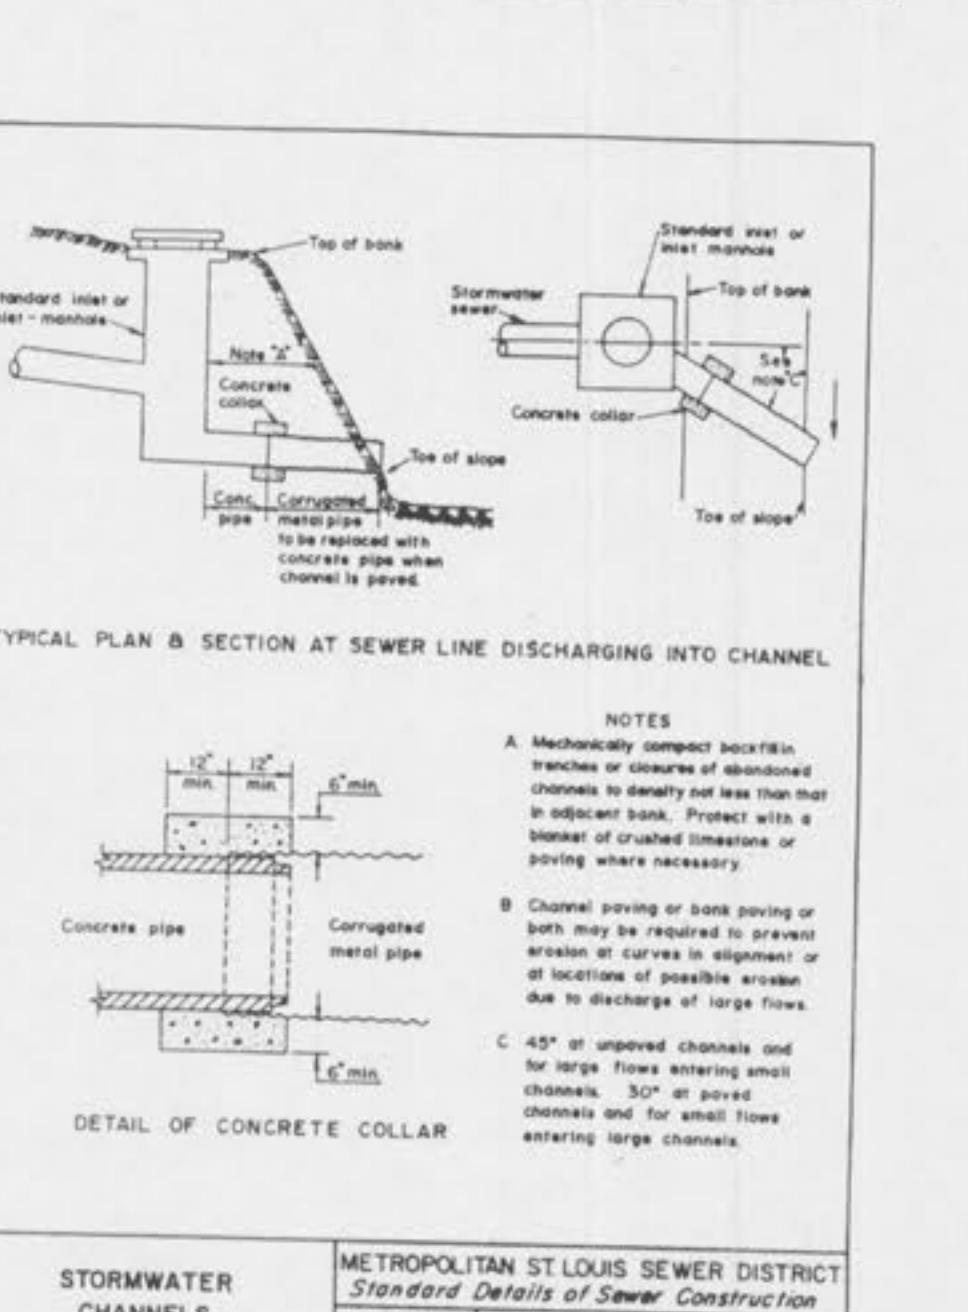 Top of bank
Standard inlet or
inlet manhole
Stormwater
sewer
Top of bank
Standard inlet or
inlet - manhole
Note "A"
Concrete
collar
See
note "C"
Concrete collar
Toe of slope
Toe of slope
Conc.
pipe
Corrugated
metal pipe
to be replaced with
concrete pipe when
channel is paved.
TYPICAL PLAN & SECTION AT SEWER LINE DISCHARGING INTO CHANNEL
12"
min.
12"
min.
6" min.
Concrete pipe
Corrugated
metal pipe
6" min.
DETAIL OF CONCRETE COLLAR
NOTES
A Mechanically compact backfill in
trenches or closures of abandoned
channels to density not less than that
in adjacent bank. Protect with a
blanket of crushed limestone or
paving where necessary.
B Channel paving or bank paving or
both may be required to prevent
erosion at curves in alignment or
at locations of possible erosion
due to discharge of large flows.
C 45° at unpaved channels and
for large flows entering small
channels. 30° at paved
channels and for small flows
entering large channels.
STORMWATER
CHANNELS
METROPOLITAN ST. LOUIS SEWER DISTRICT
Standard Details of Sewer Construction